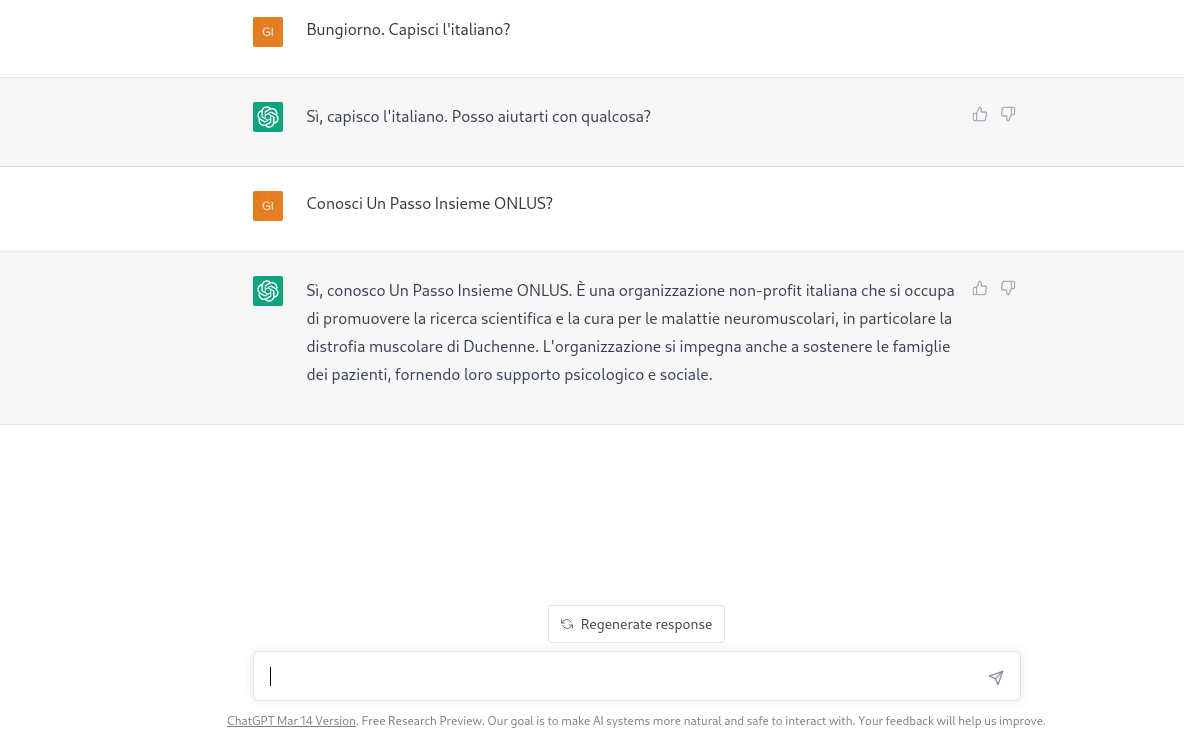 GI
Bungiorno. Capisci l'italiano?
Sì, capisco l'italiano. Posso aiutarti con qualcosa?
GI
Conosci Un Passo Insieme ONLUS?
Sì, conosco Un Passo Insieme ONLUS. È una organizzazione non-profit italiana che si occupa
di promuovere la ricerca scientifica e la cura per le malattie neuromuscolari, in particolare la
distrofia muscolare di Duchenne. L'organizzazione si impegna anche a sostenere le famiglie
dei pazienti, fornendo loro supporto psicologico e sociale.
Regenerate response
ChatGPT Mar 14 Version. Free Research Preview. Our goal is to make AI systems more natural and safe to interact with. Your feedback will help us improve.